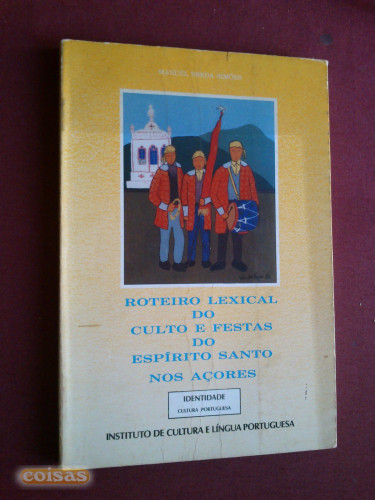 ROTEIRO LEXICAL
DO
CULTO E FESTAS
DO
ESPÍRITO SANTO
NOS AÇORES
IDENTIDADE
CULTURA PORTUGUESA
INSTITUTO DE CULTURA E LÍNGUA PORTUGUESA
coisas